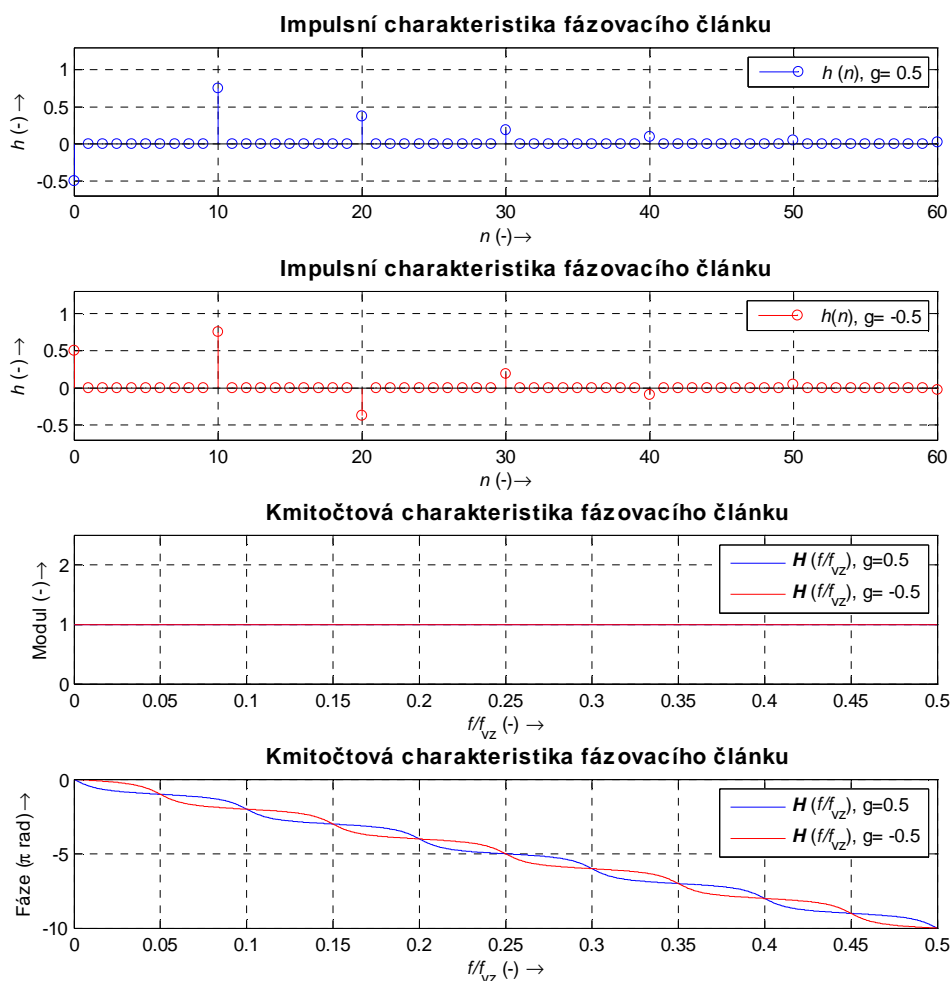 Impulsní charakteristika fázovacího článku
h (n), g= 0.5
1
0.5
0
-0.5
h (-) →
0 10 20 30 40 50 60
n (-)→
Impulsní charakteristika fázovacího článku
h(n), g= -0.5
1
0.5
0
-0.5
h (-) →
0 10 20 30 40 50 60
n (-)→
Kmitočtová charakteristika fázovacího článku
H (f/fvz), g=0.5
H (f/fvz), g= -0.5
2
1
0
Modul (-)→
0 0.05 0.1 0.15 0.2 0.25 0.3 0.35 0.4 0.45 0.5
f/fvz (-) →
Kmitočtová charakteristika fázovacího článku
H (f/fvz), g=0.5
H (f/fvz), g= -0.5
0
-5
-10
Fáze (π rad)→
0 0.05 0.1 0.15 0.2 0.25 0.3 0.35 0.4 0.45 0.5
f/fvz (-) →